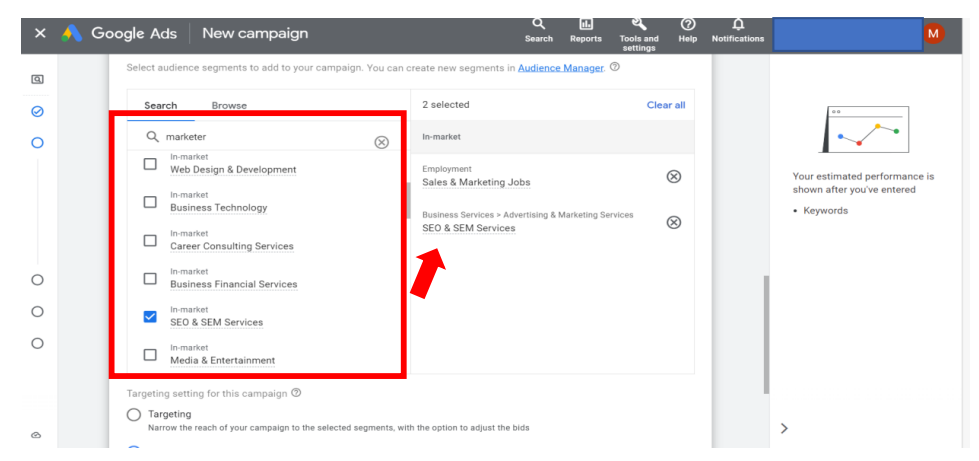 Google Ads
New campaign
Search
Reports
Tools and
settings
Help
Notifications
M
Select audience segments to add to your campaign. You can create new segments in Audience Manager.
Search
Browse
2 selected
Clear all
marketer
In-market
Web Design & Development
In-market
Business Technology
In-market
Career Consulting Services
In-market
Business Financial Services
In-market
SEO & SEM Services
In-market
Media & Entertainment
In-market
Employment
Sales & Marketing Jobs
Business Services > Advertising & Marketing Services
SEO & SEM Services
Your estimated performance is
shown after you've entered
• Keywords
Targeting setting for this campaign
Targeting
Narrow the reach of your campaign to the selected segments, with the option to adjust the bids